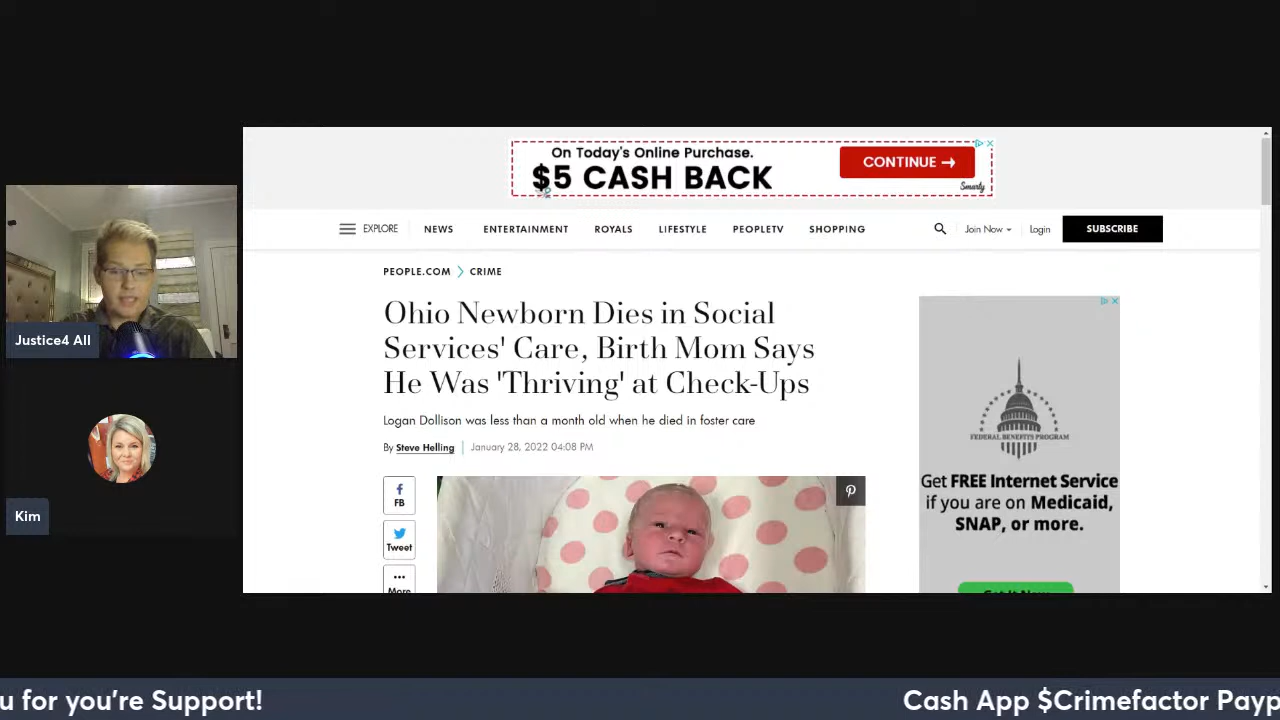 On Today's Online Purchase.
$5 CASH BACK
CONTINUE →
Smarty
EXPLORE
NEWS
ENTERTAINMENT
ROYALS
LIFESTYLE
PEOPLETV
SHOPPING
Join Now
Login
SUBSCRIBE
PEOPLE.COM > CRIME
Ohio Newborn Dies in Social
Services' Care, Birth Mom Says
He Was 'Thriving' at Check-Ups
Logan Dollison was less than a month old when he died in foster care
By Steve Helling | January 28, 2022 04:08 PM
FB
Tweet
More
FEDERAL BENEFITS PROGRAM
Get FREE Internet Service
if you are on Medicaid,
SNAP, or more.
Get It Now
Justice4 All
Kim
u for you're Support!
Cash App $Crimefactor Payp